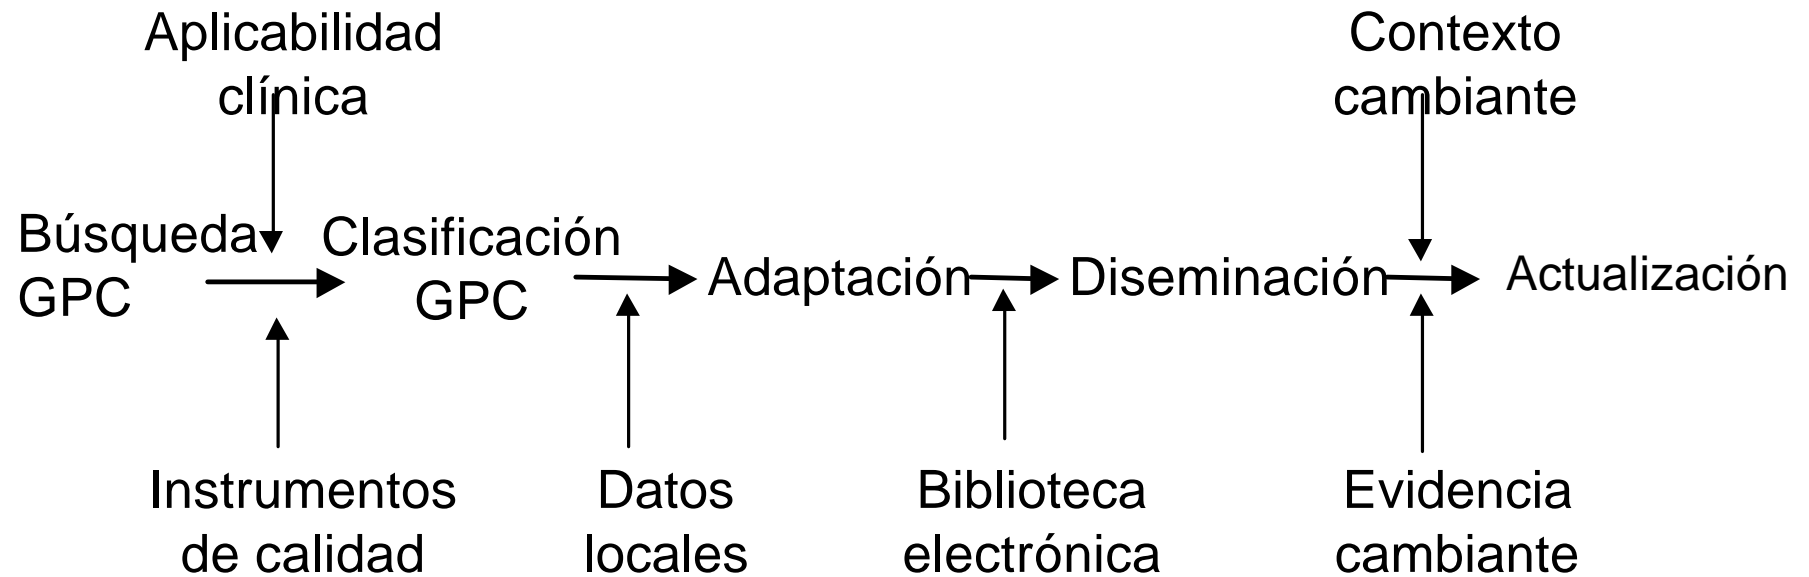 Aplicabilidad
clínica
Contexto
cambiante
Búsqueda
GPC
Clasificación
GPC
Adaptación
Diseminación
Actualización
Instrumentos
de calidad
Datos
locales
Biblioteca
electrónica
Evidencia
cambiante